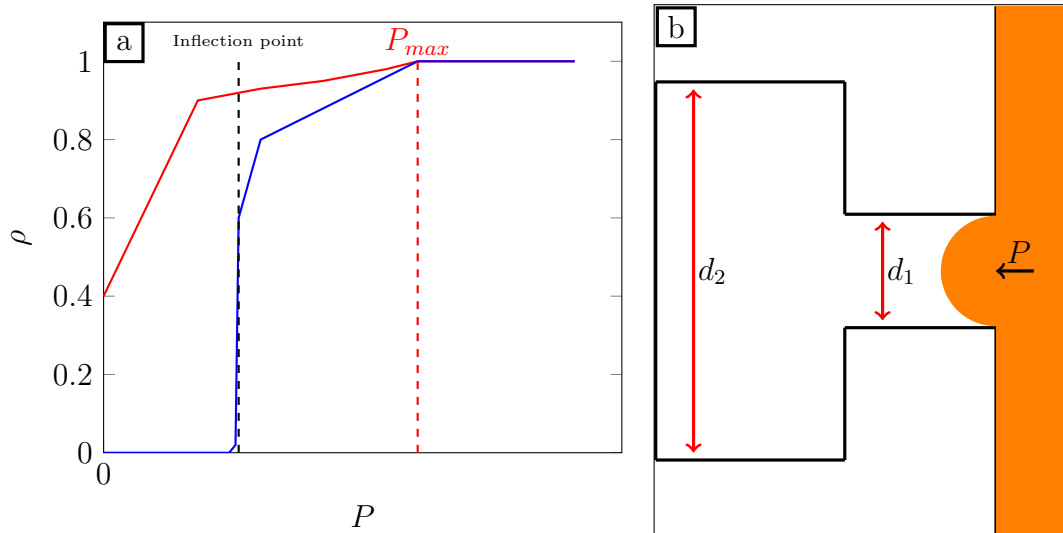 a
Inflection point
P_max
1
0.8
0.6
0.4
0.2
0
0
ρ
P
b
d_2
d_1
P